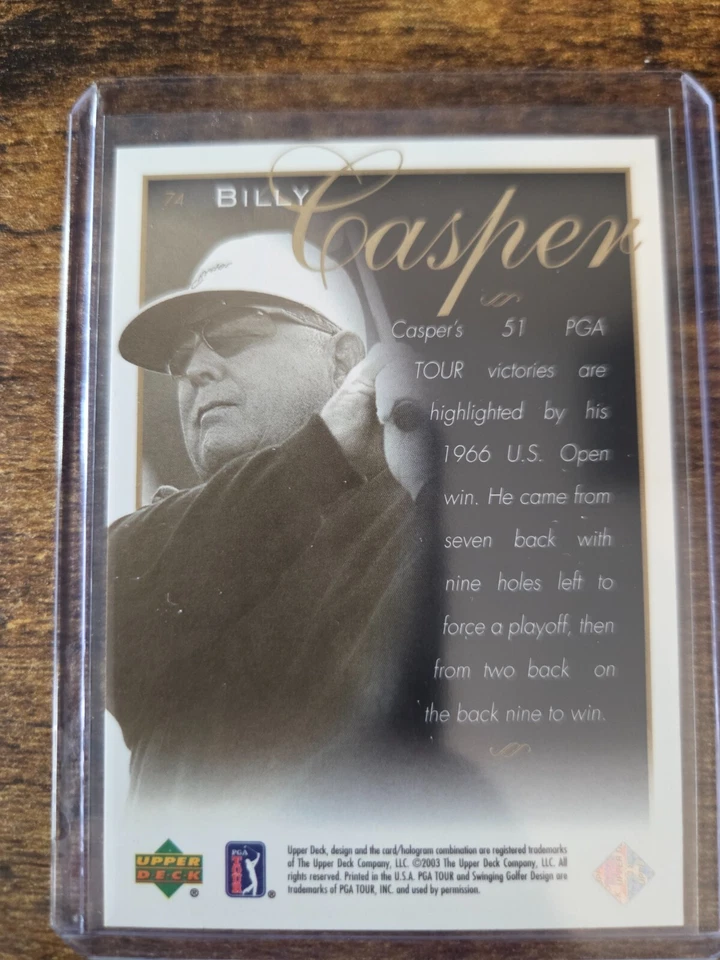 74 BILLY Casper
Casper's 51 PGA
TOUR victories are
highlighted by his
1966 U.S. Open
win. He came from
seven back with
nine holes left to
force a playoff, then
from two back on
the back nine to win.
UPPER
DECK ®
PGA
TOUR ®
Upper Deck, design and the card/hologram combination are registered trademarks
of The Upper Deck Company, LLC. ©2003 The Upper Deck Company, LLC. All
rights reserved. Printed in the U.S.A. PGA TOUR and Swinging Golfer Design are
trademarks of PGA TOUR, INC. and used by permission.